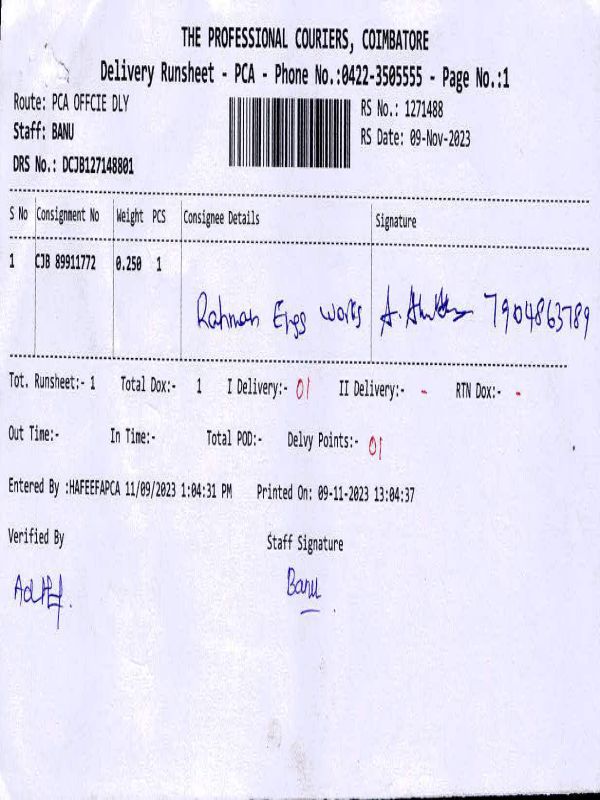 THE PROFESSIONAL COURIERS, COIMBATORE
Delivery Runsheet - PCA - Phone No.:0422-3505555 - Page No.:1
Route: PCA OFFCIE DLY RS No.: 1271488
Staff: BANU RS Date: 09-Nov-2023
DRS No.: DCJB127148801
S No Consignment No Weight PCS Consignee Details Signature
1 CJB 89911772 0.250 1
Rahman Engg Works A. 7904863789
Tot. Runsheet:- 1 Total Dox:- 1 I Delivery:- 01 II Delivery:- - RTN Dox:- -
Out Time:- In Time:- Total POD:- Delvy Points:- 01
Entered By :HAFEEFAPCA 11/09/2023 1:04:31 PM Printed On: 09-11-2023 13:04:37
Verified By Staff Signature
Banu